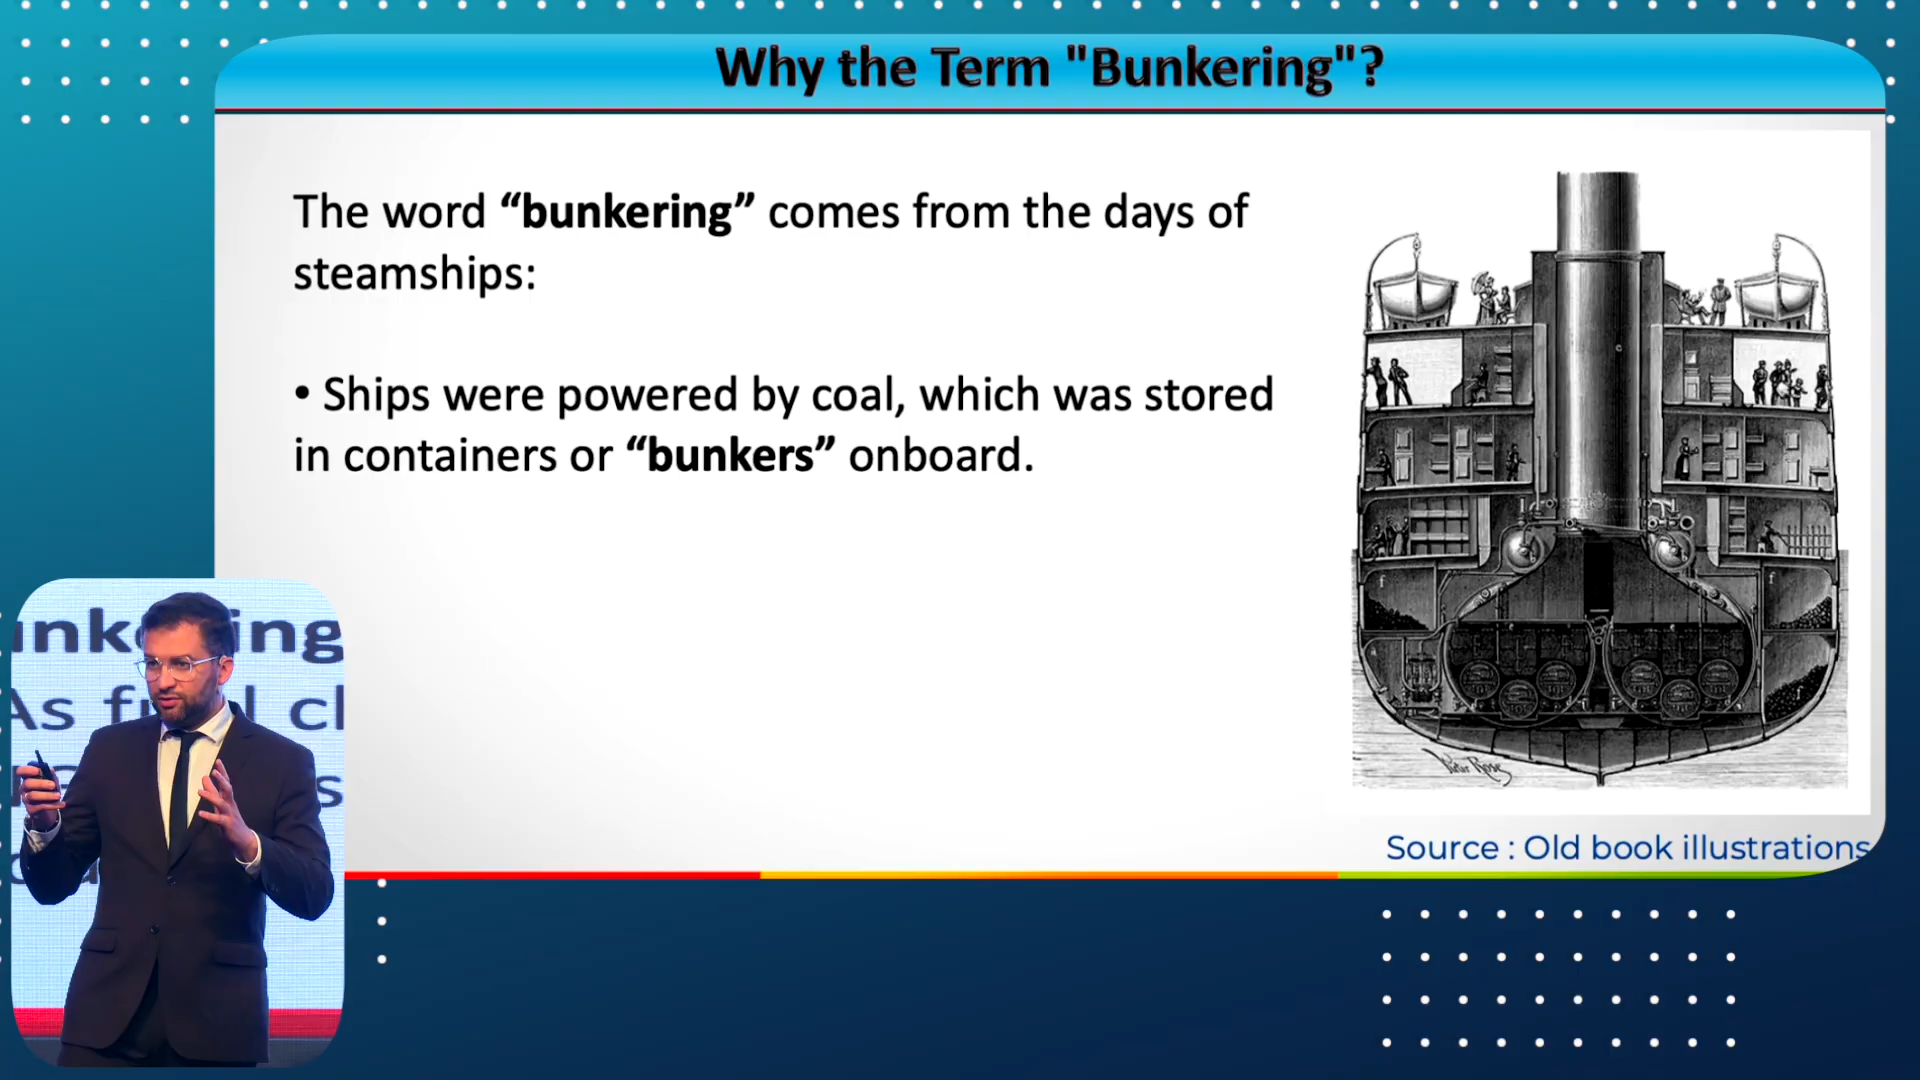 Why the Term "Bunkering"?
The word “bunkering” comes from the days of
steamships:
• Ships were powered by coal, which was stored
in containers or “bunkers” onboard.
Source : Old book illustrations